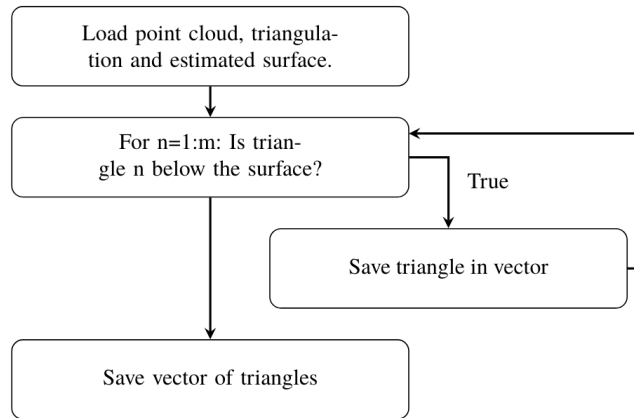 Load point cloud, triangula-
tion and estimated surface.
For n=1:m: Is trian-
gle n below the surface?
True
Save triangle in vector
Save vector of triangles